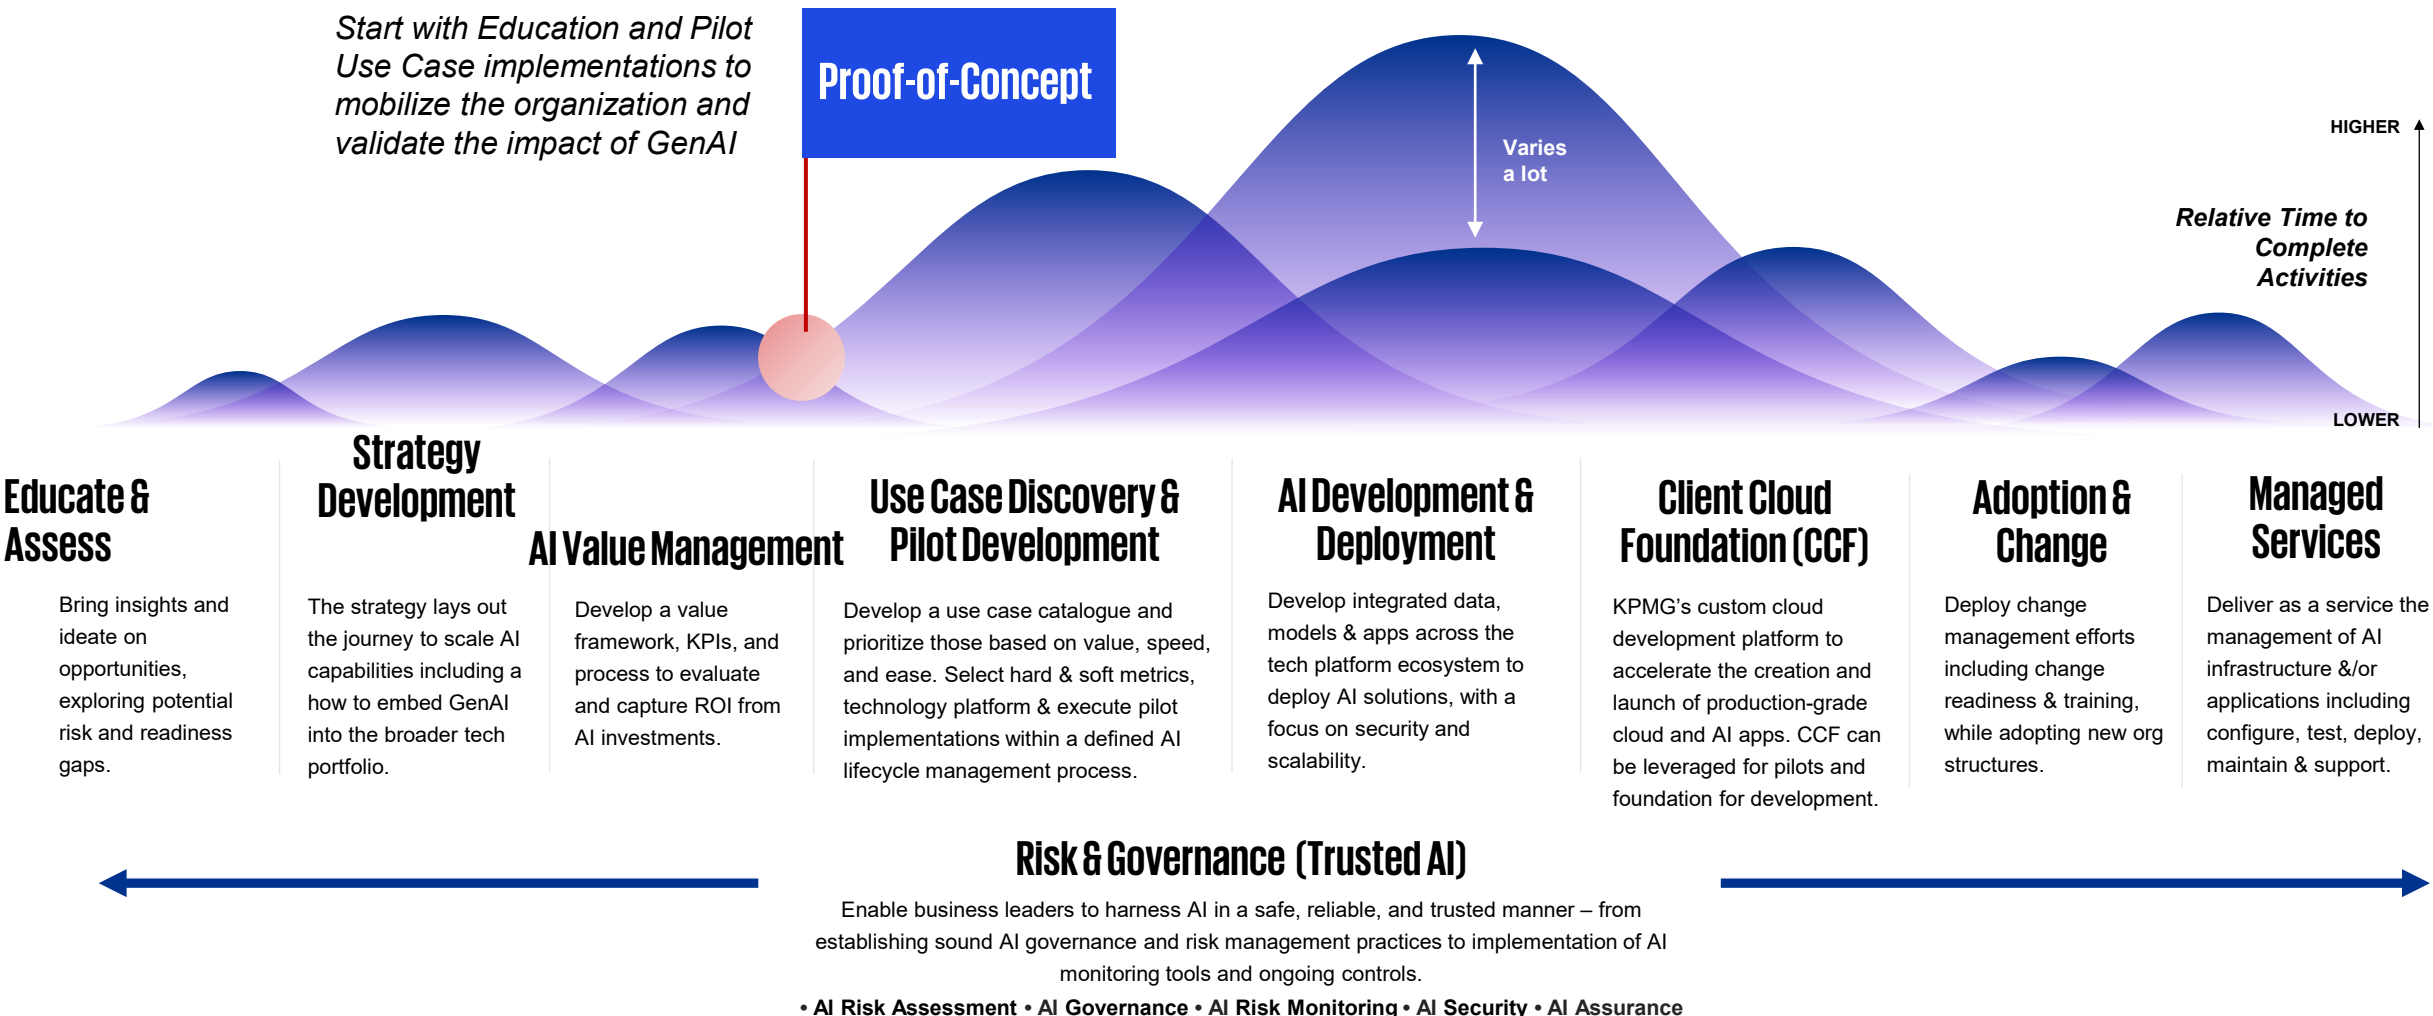 Start with Education and Pilot
Use Case implementations to
mobilize the organization and
validate the impact of GenAI
Proof-of-Concept
Varies
a lot
HIGHER
Relative Time to
Complete
Activities
LOWER
Educate &
Assess
Bring insights and
ideate on
opportunities,
exploring potential
risk and readiness
gaps.
Strategy
Development
The strategy lays out
the journey to scale AI
capabilities including a
how to embed GenAI
into the broader tech
portfolio.
AI Value Management
Develop a value
framework, KPIs, and
process to evaluate
and capture ROI from
AI investments.
Use Case Discovery &
Pilot Development
Develop a use case catalogue and
prioritize those based on value, speed,
and ease. Select hard & soft metrics,
technology platform & execute pilot
implementations within a defined AI
lifecycle management process.
AI Development &
Deployment
Develop integrated data,
models & apps across the
tech platform ecosystem to
deploy AI solutions, with a
focus on security and
scalability.
Client Cloud
Foundation (CCF)
KPMG’s custom cloud
development platform to
accelerate the creation and
launch of production-grade
cloud and AI apps. CCF can
be leveraged for pilots and
foundation for development.
Adoption &
Change
Deploy change
management efforts
including change
readiness & training,
while adopting new org
structures.
Managed
Services
Deliver as a service the
management of AI
infrastructure &/or
applications including
configure, test, deploy,
maintain & support.
Risk & Governance (Trusted AI)
Enable business leaders to harness AI in a safe, reliable, and trusted manner – from
establishing sound AI governance and risk management practices to implementation of AI
monitoring tools and ongoing controls.
• AI Risk Assessment • AI Governance • AI Risk Monitoring • AI Security • AI Assurance